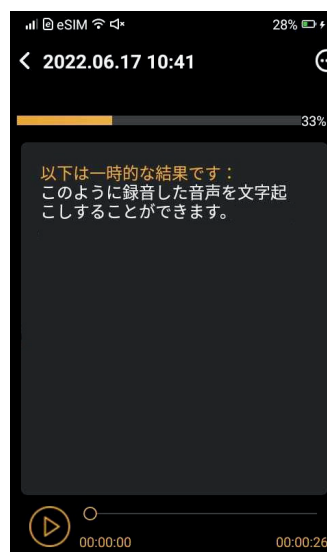 eSIM 28%
2022.06.17 10:41
33%
以下は一時的な結果です：
このように録音した音声を文字起
こしすることができます。
00:00:00 00:00:26